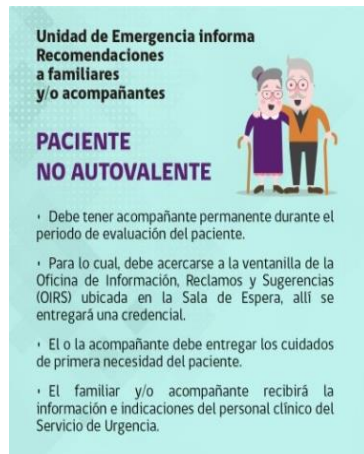 Unidad de Emergencia informa
Recomendaciones
a familiares
y/o acompañantes
PACIENTE
NO AUTOVALENTE
• Debe tener acompañante permanente durante el
periodo de evaluación del paciente.
• Para lo cual, debe acercarse a la ventanilla de la
Oficina de Información, Reclamos y Sugerencias
(OIRS) ubicada en la Sala de Espera, allí se
entregará una credencial.
• El o la acompañante debe entregar los cuidados
de primera necesidad del paciente.
• El familiar y/o acompañante recibirá la
información e indicaciones del personal clínico del
Servicio de Urgencia.